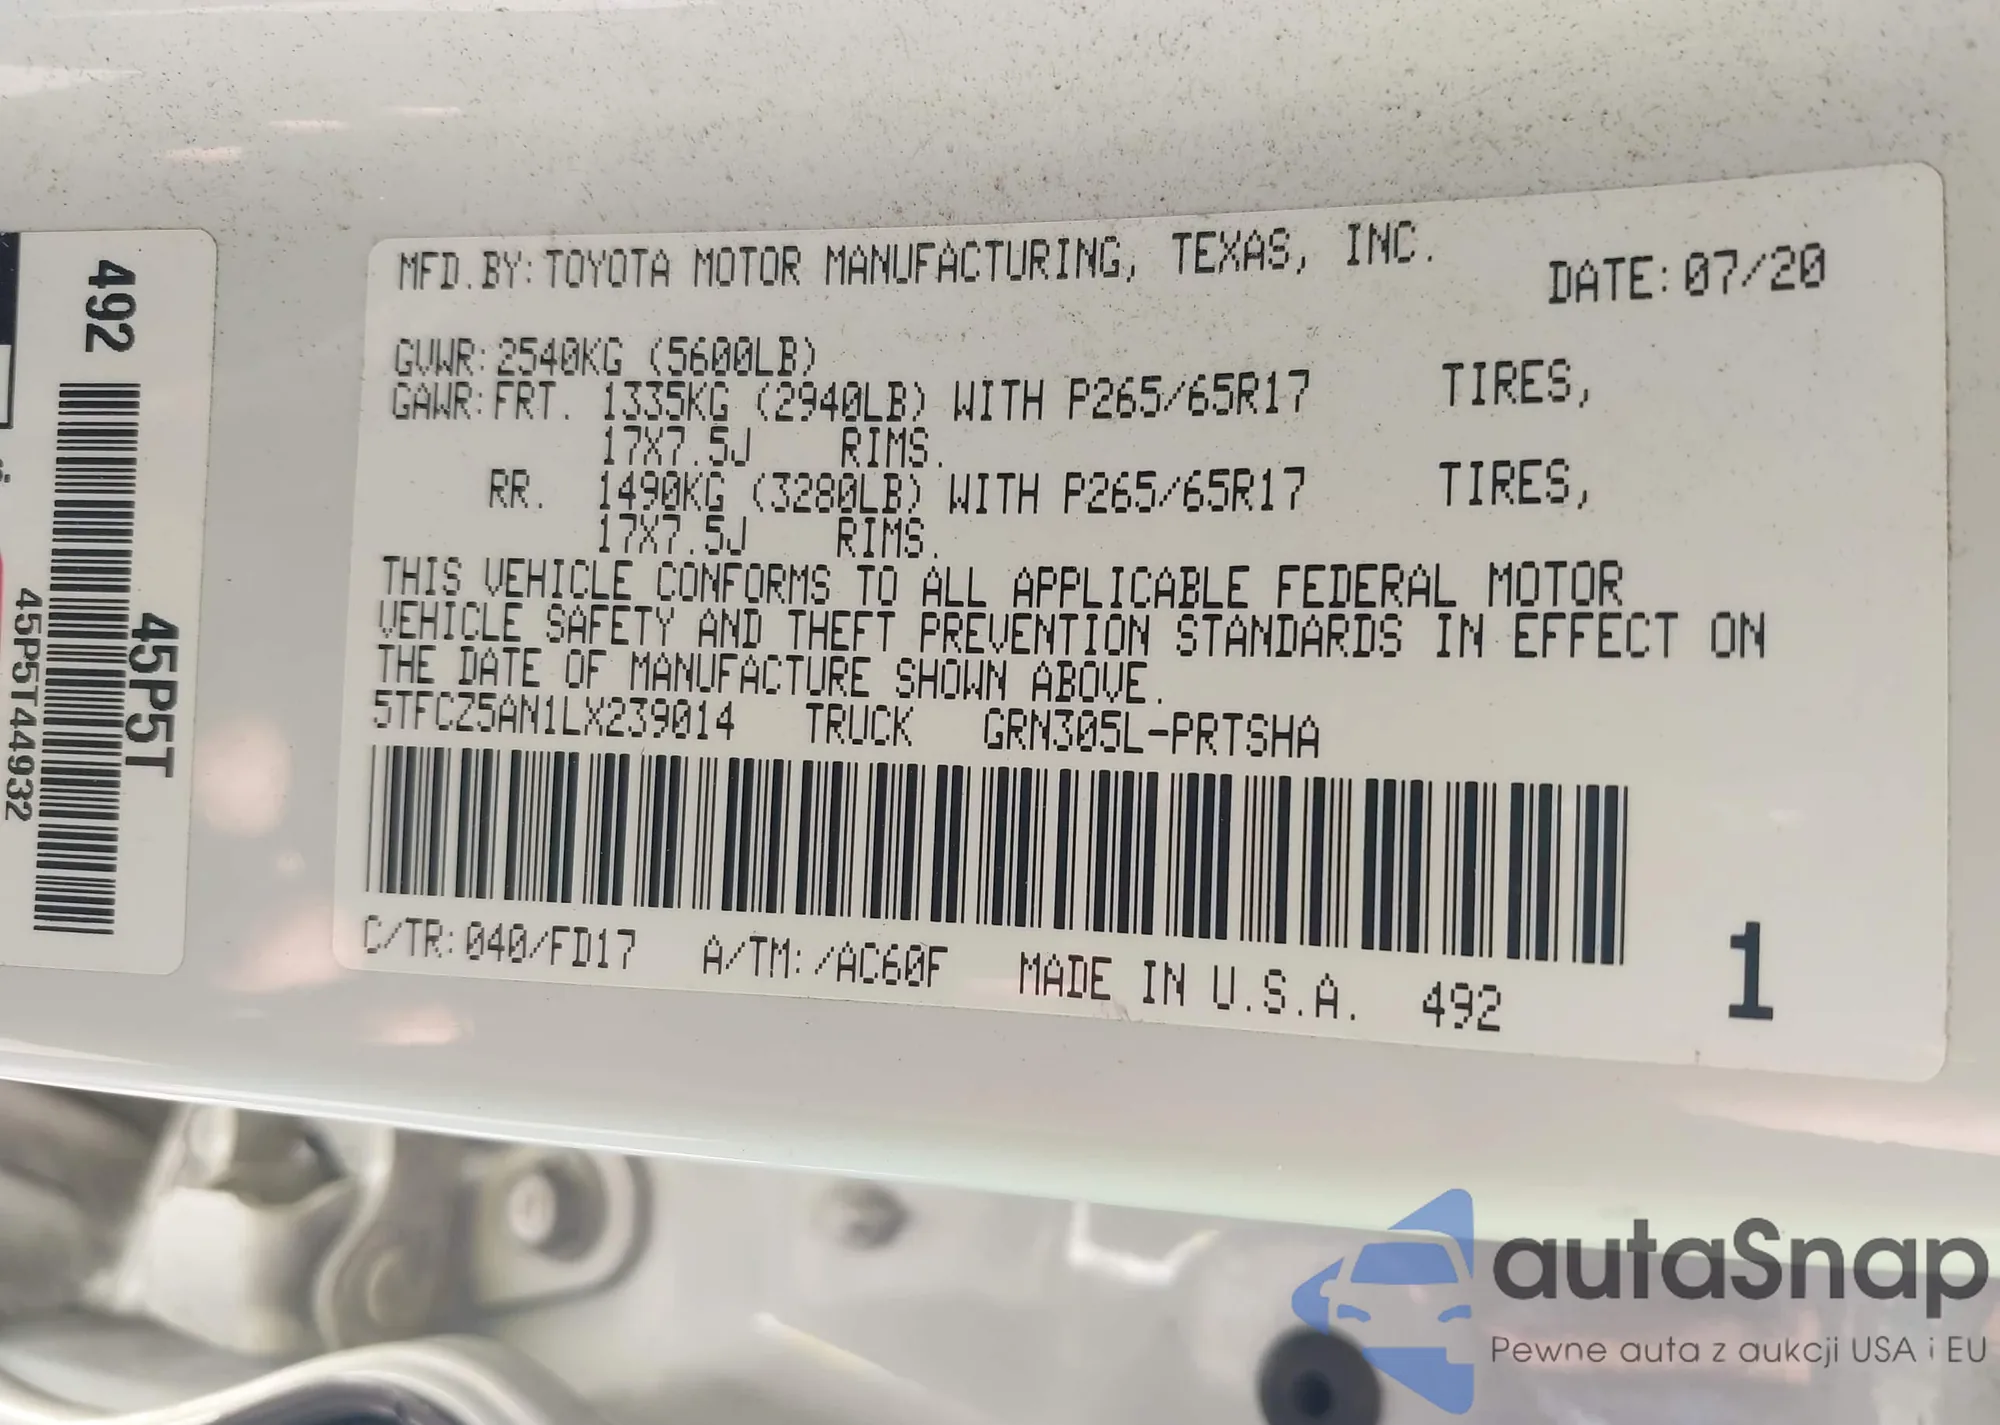 492
45P5T
45P5T44932
MFD.BY:TOYOTA MOTOR MANUFACTURING, TEXAS, INC.
DATE:07/20
GVWR:2540KG (5600LB)
GAWR:FRT. 1335KG (2940LB) WITH P265/65R17 TIRES,
17X7.5J RIMS.
RR. 1490KG (3280LB) WITH P265/65R17 TIRES,
17X7.5J RIMS.
THIS VEHICLE CONFORMS TO ALL APPLICABLE FEDERAL MOTOR
VEHICLE SAFETY AND THEFT PREVENTION STANDARDS IN EFFECT ON
THE DATE OF MANUFACTURE SHOWN ABOVE.
5TFCZ5AN1LX239014 TRUCK GRN305L-PRTSHA
C/TR:040/FD17 A/TM:/AC60F MADE IN U.S.A. 492
1
autaSnap
Pewne auta z aukcji USA i EU